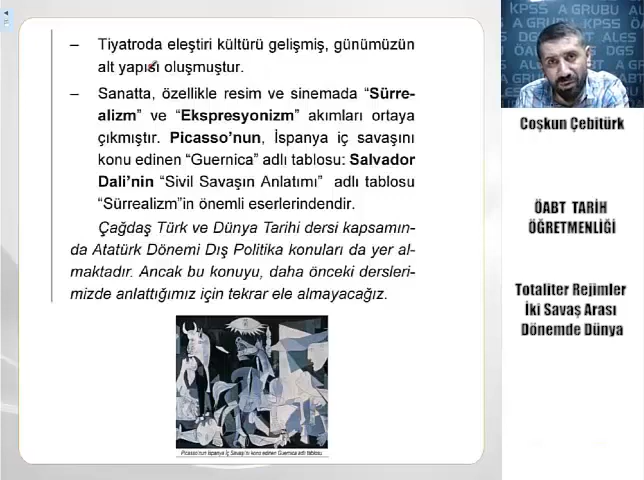 – Tiyatroda eleştiri kültürü gelişmiş, günümüzün
alt yapısı oluşmuştur.
– Sanatta, özellikle resim ve sinemada “Sürre-
alizm” ve “Ekspresyonizm” akımları ortaya
çıkmıştır. Picasso’nun, İspanya iç savaşını
konu edinen “Guernica” adlı tablosu: Salvador
Dali’nin “Sivil Savaşın Anlatımı” adlı tablosu
“Sürrealizm”in önemli eserlerindendir.
Çağdaş Türk ve Dünya Tarihi dersi kapsamın-
da Atatürk Dönemi Dış Politika konuları da yer al-
maktadır. Ancak bu konuyu, daha önceki dersleri-
mizde anlattığımız için tekrar ele almayacağız.
Picasso'nun İspanya İç Savaşı'nı konu edinen Guernica adlı tablosu.
KPSS A GRUBU
A GRUBU KPSS
DGS
ALES
Coşkun Çebitürk
ÖABT TARİH
ÖĞRETMENLİĞİ
Totaliter Rejimler
İki Savaş Arası
Dönemde Dünya